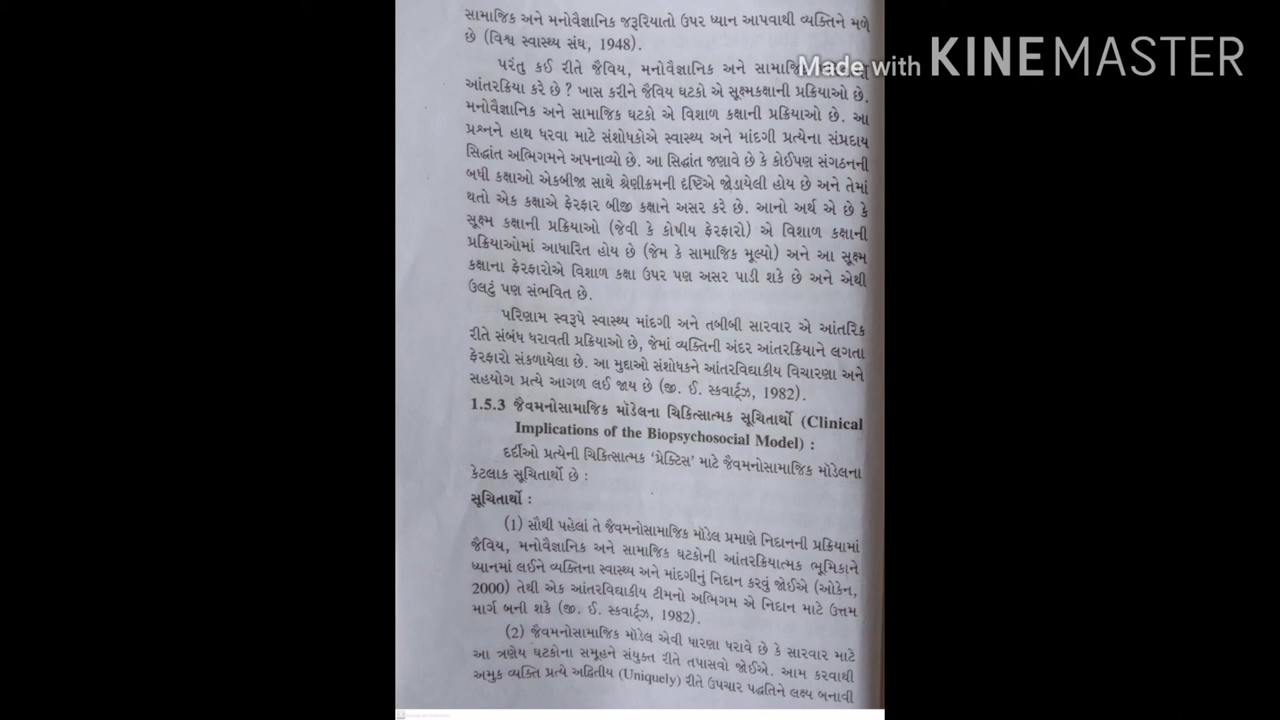 સામાજિક અને મનોવૈજ્ઞાનિક જરૂરિયાતો ઉપર ધ્યાન આપવાથી વ્યક્તિને મળે
છે (વિશ્વ સ્વાસ્થ્ય સંઘ, 1948).
Made with KINEMASTER
પરંતુ કઈ રીતે જૈવિય, મનોવૈજ્ઞાનિક અને
આંતરક્રિયા કરે છે ? ખાસ કરીને જૈવિય ઘટકો એ સૂક્ષ્મકક્ષાની પ્રક્રિયાઓ છે.
મનોવૈજ્ઞાનિક અને સામાજિક ઘટકો એ વિશાળ કક્ષાની પ્રક્રિયાઓ છે. આ
પ્રશ્નને હાથ ધરવા માટે સંશોધકોએ સ્વાસ્થ્ય અને માંદગી પ્રત્યેના સંપ્રદાય
સિદ્ધાંત અભિગમને અપનાવ્યો છે. આ સિદ્ધાંત જણાવે છે કે કોઈપણ સંગઠનની
બધી કક્ષાઓ એકબીજા સાથે શ્રેણીક્રમની દૃષ્ટિએ જોડાયેલી હોય છે અને તેમાં
થતો એક કક્ષાએ ફેરફાર બીજી કક્ષાને અસર કરે છે. આનો અર્થ એ છે કે
સૂક્ષ્મ કક્ષાની પ્રક્રિયાઓ (જેવી કે કોષીય ફેરફારો) એ વિશાળ કક્ષાની
પ્રક્રિયાઓમાં આધારિત હોય છે (જેમ કે સામાજિક મૂલ્યો) અને આ સૂક્ષ્મ
કક્ષાના ફેરફારોએ વિશાળ કક્ષા ઉપર પણ અસર પાડી શકે છે અને એથી
ઉલટું પણ સંભવિત છે.
પરિણામ સ્વરૂપે સ્વાસ્થ્ય માંદગી અને તબીબી સારવાર એ આંતરિક
રીતે સંબંધ ધરાવતી પ્રક્રિયાઓ છે, જેમાં વ્યક્તિની અંદર આંતરક્રિયાને લગતા
ફેરફારો સંકળાયેલા છે. આ મુદ્દાઓ સંશોધકને આંતરવિદ્યાકીય વિચારણા અને
સહયોગ પ્રત્યે આગળ લઈ જાય છે (જી. ઈ. સ્કવાર્ટ્ઝ, 1982).
1.5.3 જૈવમનોસામાજિક મૉડેલના ચિકિત્સાત્મક સૂચિતાર્થો (Clinical
Implications of the Biopsychosocial Model) :
દર્દીઓ પ્રત્યેની ચિકિત્સાત્મક ‘પ્રેક્ટિસ’ માટે જૈવમનોસામાજિક મૉડેલના
કેટલાક સૂચિતાર્થો છે :
સૂચિતાર્થો :
(1) સૌથી પહેલાં તે જૈવમનોસામાજિક મૉડેલ પ્રમાણે નિદાનની પ્રક્રિયામાં
જૈવિય, મનોવૈજ્ઞાનિક અને સામાજિક ઘટકોની આંતરક્રિયાત્મક ભૂમિકાને
ધ્યાનમાં લઈને વ્યક્તિના સ્વાસ્થ્ય અને માંદગીનું નિદાન કરવું જોઈએ (ઓકેન,
2000) તેથી એક આંતરવિદ્યાકીય ટીમનો અભિગમ એ નિદાન માટે ઉત્તમ
માર્ગ બની શકે (જી. ઈ. સ્કવાર્ટ્ઝ, 1982).
(2) જૈવમનોસામાજિક મૉડેલ એવી ધારણા ધરાવે છે કે સારવાર માટે
આ ત્રણેય ઘટકોના સમૂહને સંયુક્ત રીતે તપાસવો જોઈએ. આમ કરવાથી
અમુક વ્યક્તિ પ્રત્યે અદ્વિતીય (Uniquely) રીતે ઉપચાર પદ્ધતિને લક્ષ્ય બનાવી